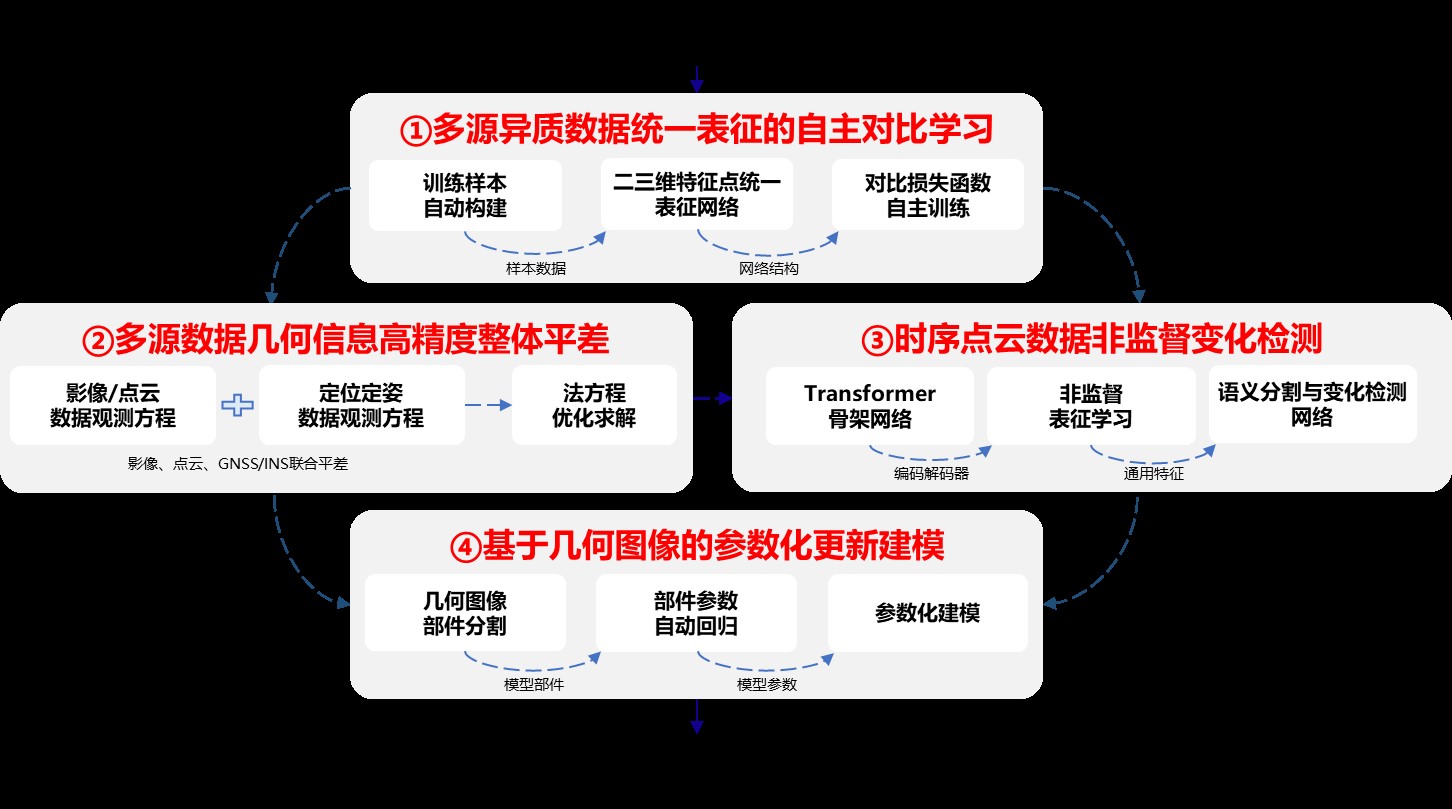 ①多源异质数据统一表征的自主对比学习
训练样本
自动构建
二三维特征点统一
表征网络
对比损失函数
自主训练
样本数据
网络结构
②多源数据几何信息高精度整体平差
影像/点云
数据观测方程
定位定姿
数据观测方程
法方程
优化求解
影像、点云、GNSS/INS联合平差
③时序点云数据非监督变化检测
Transformer
骨架网络
非监督
表征学习
语义分割与变化检测
网络
编码解码器
通用特征
④基于几何图像的参数化更新建模
几何图像
部件分割
部件参数
自动回归
参数化建模
模型部件
模型参数